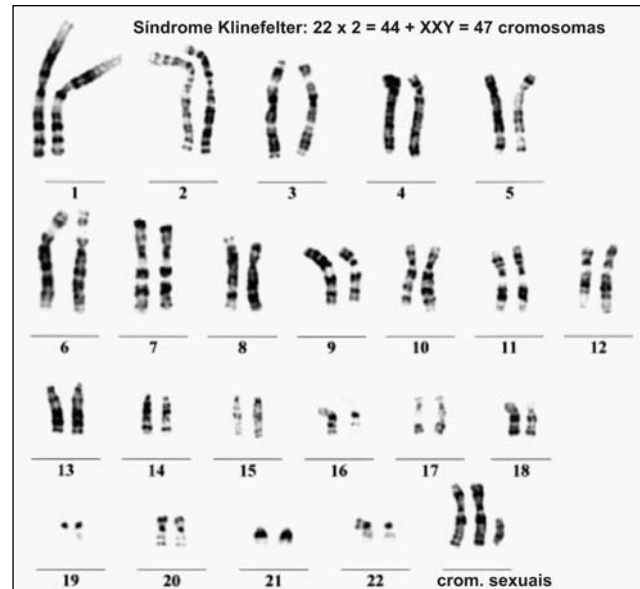 Síndrome Klinefelter: 22 x 2 = 44 + XXY = 47 cromosomas
1 2 3 4 5
6 7 8 9 10 11 12
13 14 15 16 17 18
19 20 21 22 crom. sexuais